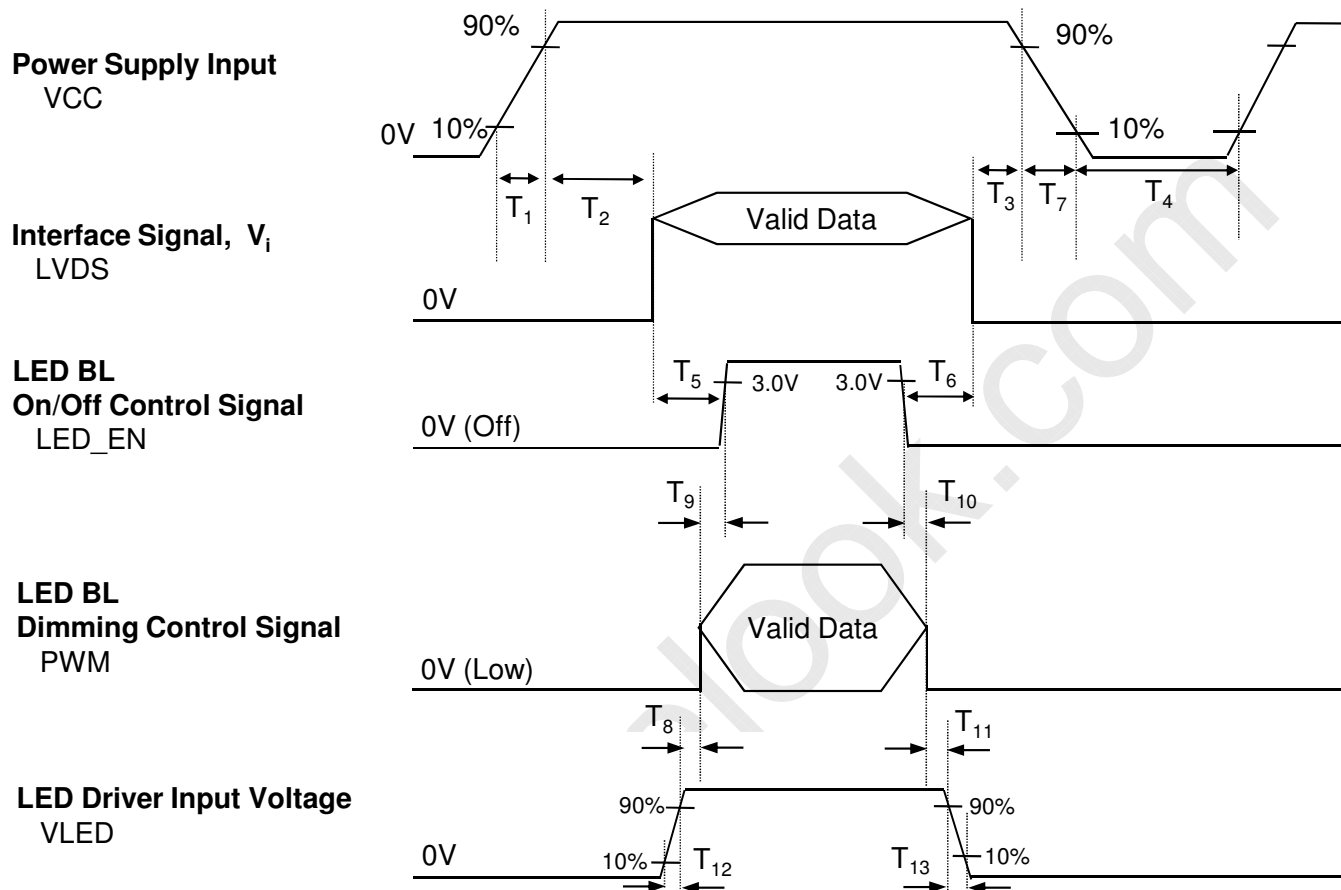 90%
90%
Power Supply Input
VCC
0V 10%
10%
T1 T2 T3 T7 T4
Valid Data
Interface Signal, Vi
LVDS
0V
LED BL
On/Off Control Signal
LED_EN
T5 3.0V 3.0V T6
0V (Off)
T9 T10
LED BL
Dimming Control Signal
PWM
Valid Data
0V (Low)
T8 T11
LED Driver Input Voltage
VLED
90% 90%
0V
10% T12 T13 10%